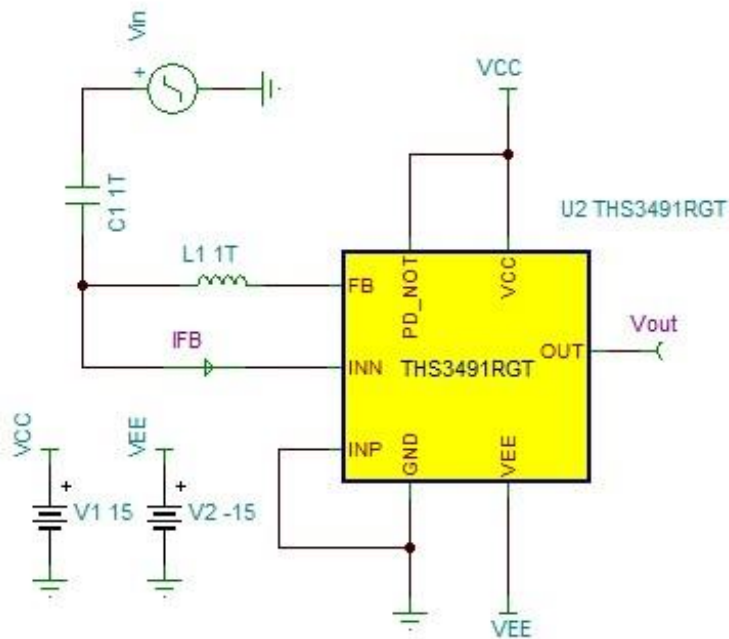 Vin
+
VCC
C1 1T
U2 THS3491RGT
L1 1T
FB
PD_NOT
VCC
Vout
IFB
OUT
INN
THS3491RGT
VCC
VEE
INP
GND
VEE
+
V1 15
+
V2 -15
VEE